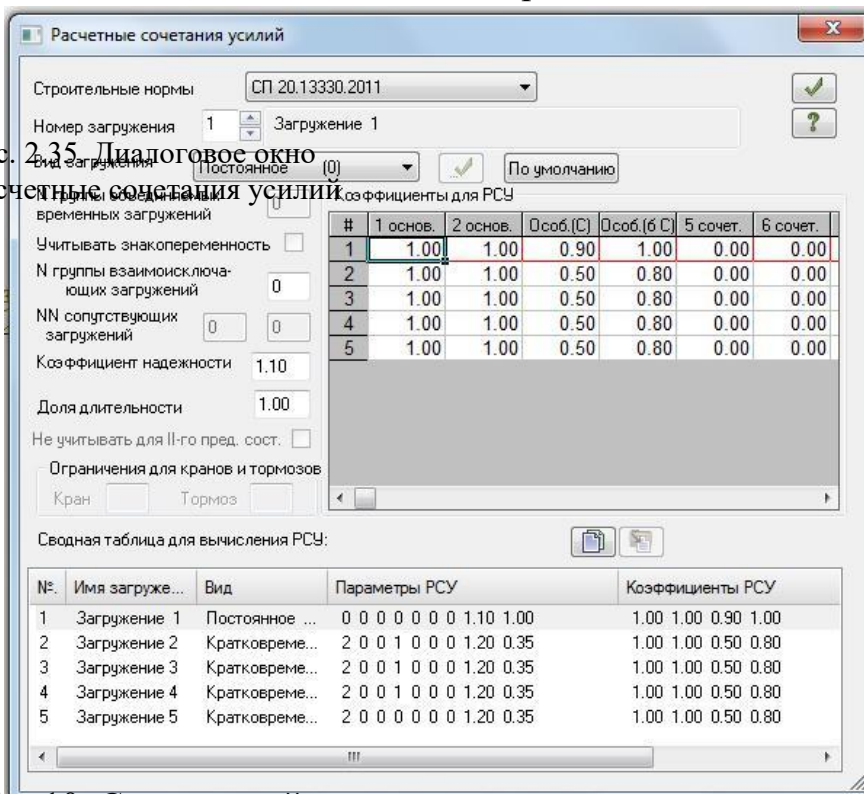 Расчетные сочетания усилий
Строительные нормы СП 20.13330.2011
Номер загружения 1 Загружение 1
с. 2.35. Диалоговое окно
Вид загружения Постоянное (0) По умолчанию
счетные сочетания усилий
N группы объединяемых временных загружений 0
Коэффициенты для РСУ
# 1 основ. 2 основ. Особ.(С) Особ.(б С) 5 сочет. 6 сочет.
1 1.00 1.00 0.90 1.00 0.00 0.00
2 1.00 1.00 0.50 0.80 0.00 0.00
3 1.00 1.00 0.50 0.80 0.00 0.00
4 1.00 1.00 0.50 0.80 0.00 0.00
5 1.00 1.00 0.50 0.80 0.00 0.00
Учитывать знакопеременность
N группы взаимоисключа-
ющих загружений 0
NN сопутствующих
загружений 0 0
Коэффициент надежности 1.10
Доля длительности 1.00
Не учитывать для II-го пред. сост.
Ограничения для кранов и тормозов
Кран Тормоз
Сводная таблица для вычисления РСУ:
№. Имя загруже... Вид Параметры РСУ Коэффициенты РСУ
1 Загружение 1 Постоянное ... 0 0 0 0 0 0 0 1.10 1.00 1.00 1.00 0.90 1.00
2 Загружение 2 Кратковреме... 2 0 0 1 0 0 0 1.20 0.35 1.00 1.00 0.50 0.80
3 Загружение 3 Кратковреме... 2 0 0 1 0 0 0 1.20 0.35 1.00 1.00 0.50 0.80
4 Загружение 4 Кратковреме... 2 0 0 1 0 0 0 1.20 0.35 1.00 1.00 0.50 0.80
5 Загружение 5 Кратковреме... 2 0 0 0 0 0 0 1.20 0.35 1.00 1.00 0.50 0.80